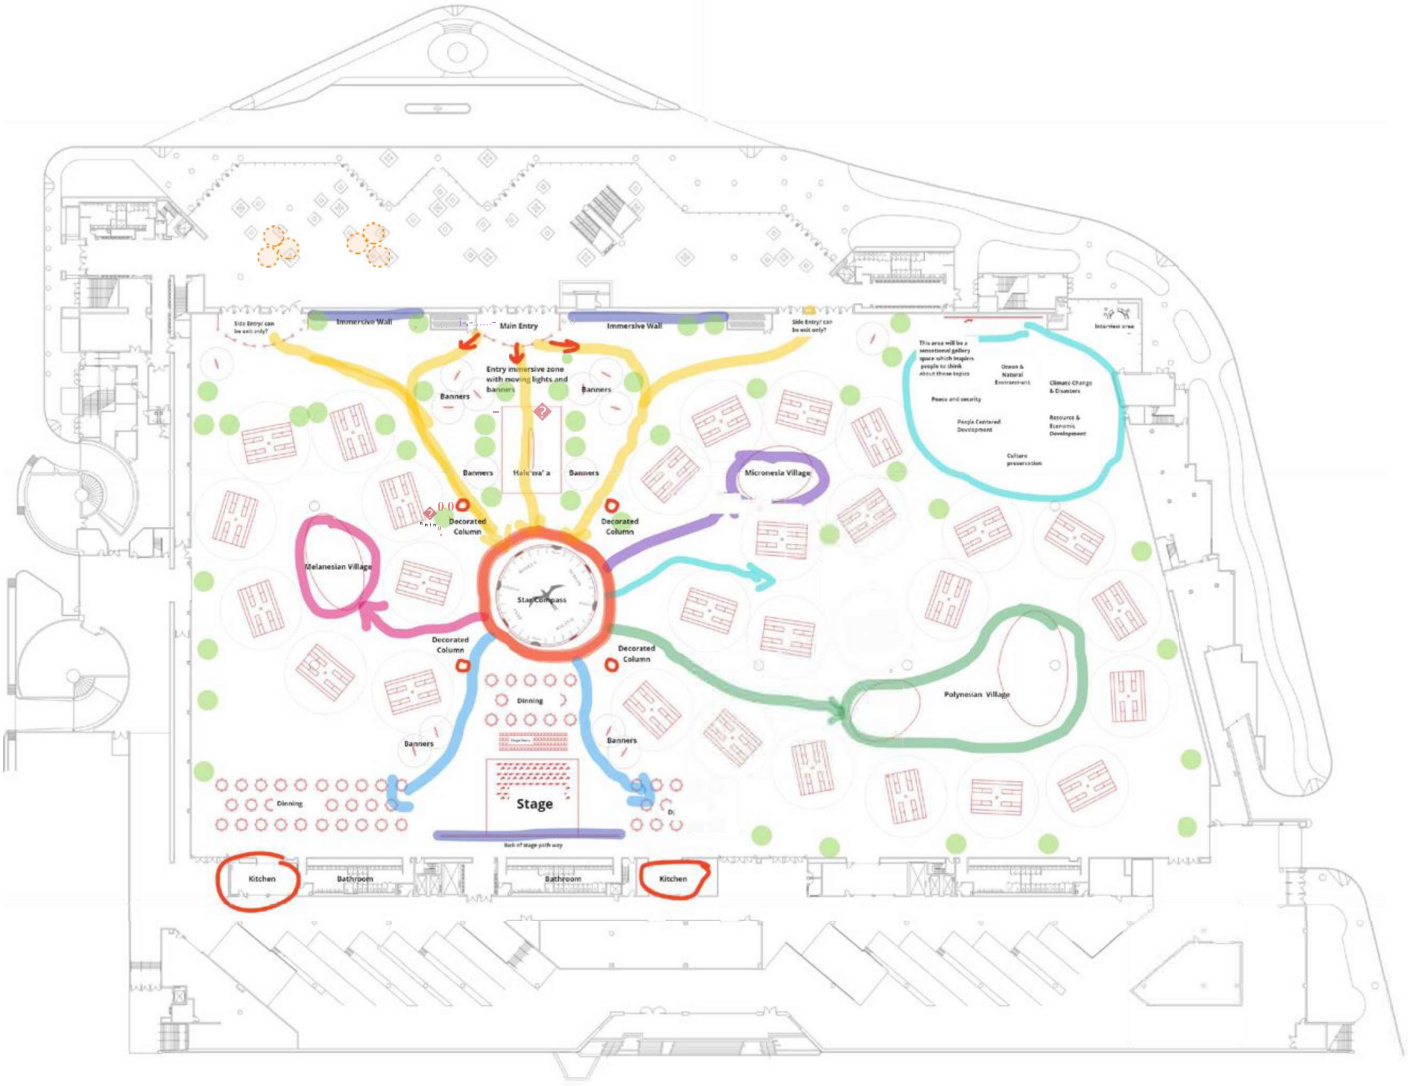 Side Entry/ can
be exit only?
Immersive Wall
Main Entry
Immersive Wall
Side Entry/ can
be exit only?
Interview area
This area will be a
sensational gallery
space which inspires
people to think
about these topics
Ocean &
Natural
Environment
Climate Change
& Disasters
Peace and security
People Centered
Development
Resource &
Economic
Development
Culture
preservation
Entry immersive zone
with moving lights and
banners
Banners
Banners
Banners
Banners
Micronesia Village
Decorated
Column
Decorated
Column
Melanesian Village
Star Compass
Decorated
Column
Decorated
Column
Polynesian Village
Dinning
Banners
Banners
Dinning
Stage
Back of stage path way
Kitchen
Bathroom
Bathroom
Kitchen